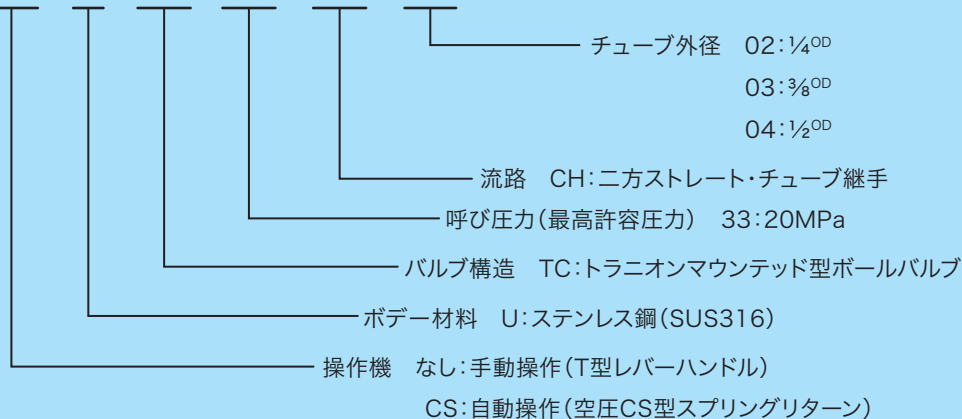 チューブ外径 02：¼OD
03：⅜OD
04：½OD
流路 CH：二方ストレート・チューブ継手
呼び圧力（最高許容圧力） 33：20MPa
バルブ構造 TC：トラニオンマウンテッド型ボールバルブ
ボデー材料 U：ステンレス鋼（SUS316）
操作機 なし：手動操作（T型レバーハンドル）
CS：自動操作（空圧CS型スプリングリターン）